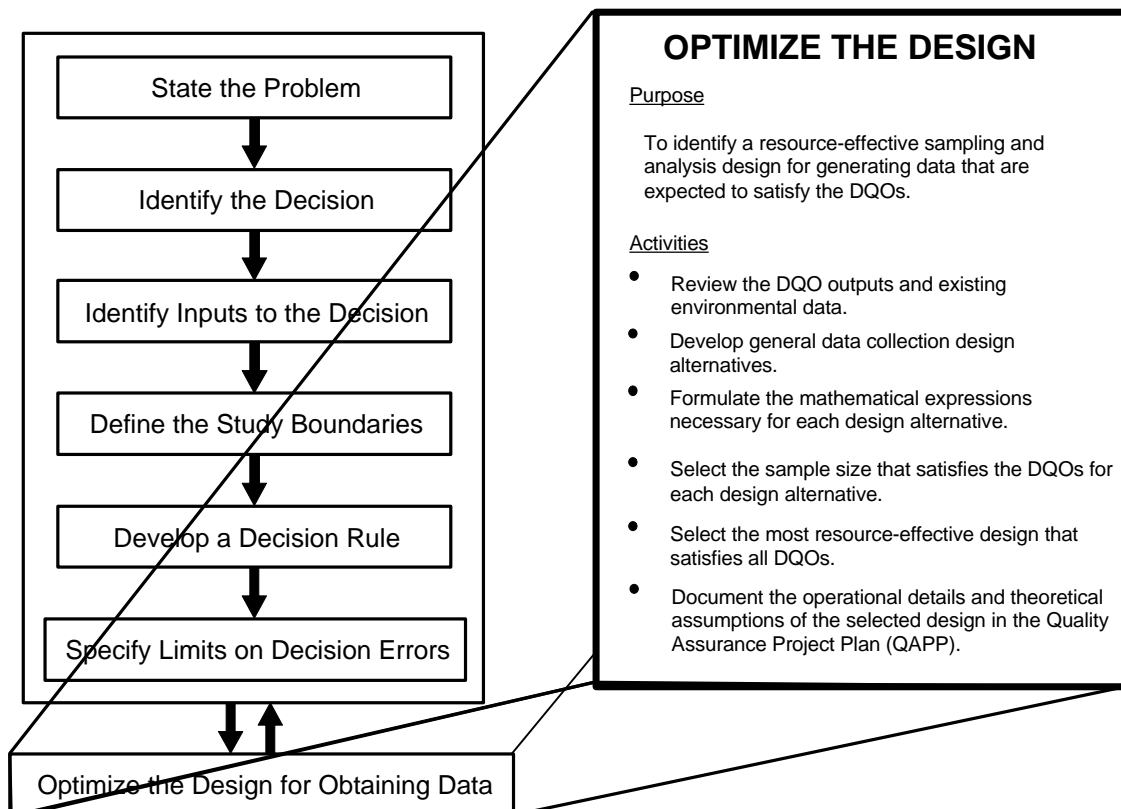 State the Problem
Identify the Decision
Identify Inputs to the Decision
Define the Study Boundaries
Develop a Decision Rule
Specify Limits on Decision Errors
Optimize the Design for Obtaining Data
OPTIMIZE THE DESIGN
Purpose
To identify a resource-effective sampling and
analysis design for generating data that are
expected to satisfy the DQOs.
Activities
• Review the DQO outputs and existing
environmental data.
• Develop general data collection design
alternatives.
• Formulate the mathematical expressions
necessary for each design alternative.
• Select the sample size that satisfies the DQOs for
each design alternative.
• Select the most resource-effective design that
satisfies all DQOs.
• Document the operational details and theoretical
assumptions of the selected design in the Quality
Assurance Project Plan (QAPP).